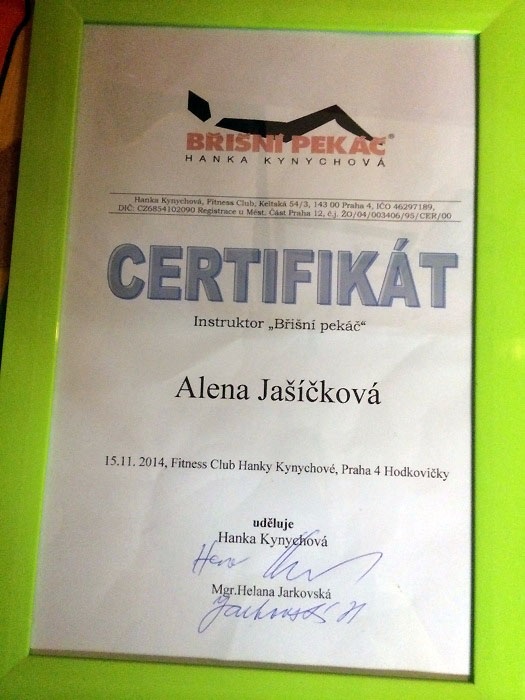 BŘIŠNÍ PEKÁČ®
HANKA KYNYCHOVÁ
Hanka Kynychová, Fitness Club, Keltská 54/3, 143 00 Praha 4, IČO 46297189,
DIČ: CZ6854102090 Registrace u Měst. Část Praha 12, č.j. ŽO/04/003406/95/CER/00
CERTIFIKÁT
Instruktor „Břišní pekáč“
Alena Jašíčková
15.11. 2014, Fitness Club Hanky Kynychové, Praha 4 Hodkovičky
uděluje
Hanka Kynychová
Mgr.Helana Jarkovská